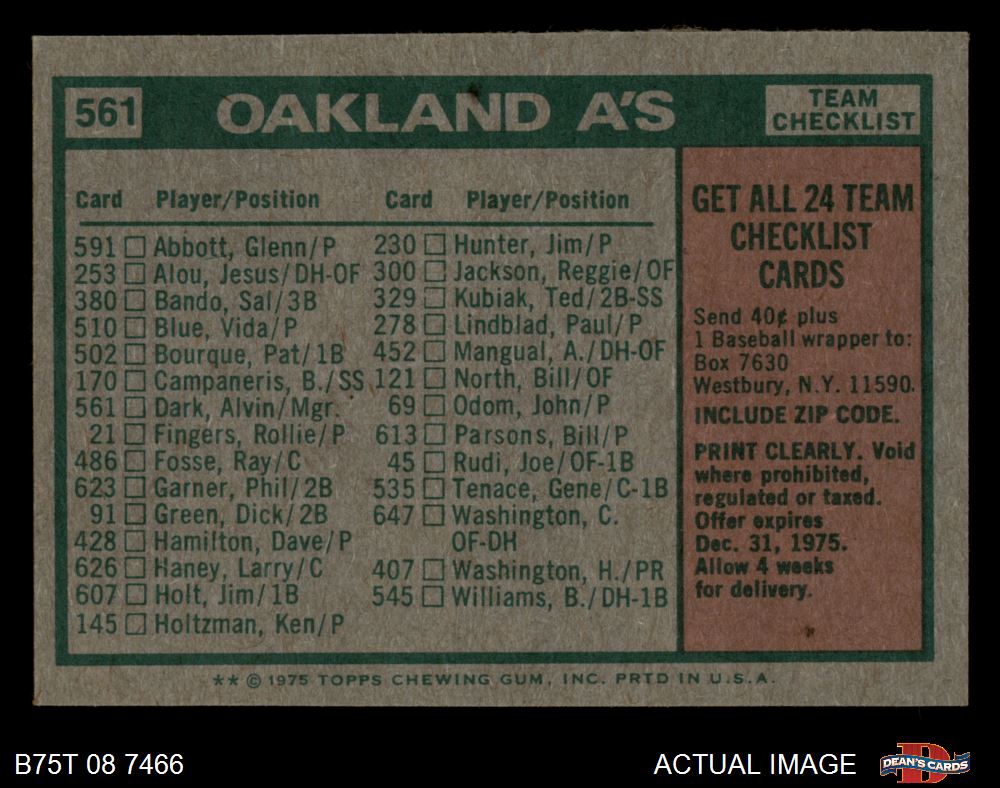 561
OAKLAND A'S
TEAM
CHECKLIST
Card Player/Position
591 Abbott, Glenn/P
253 Alou, Jesus/DH-OF
380 Bando, Sal/3B
510 Blue, Vida/P
502 Bourque, Pat/1B
170 Campaneris, B./SS
561 Dark, Alvin/Mgr.
21 Fingers, Rollie/P
486 Fosse, Ray/C
623 Garner, Phil/2B
91 Green, Dick/2B
428 Hamilton, Dave/P
626 Haney, Larry/C
607 Holt, Jim/1B
145 Holtzman, Ken/P
Card Player/Position
230 Hunter, Jim/P
300 Jackson, Reggie/OF
329 Kubiak, Ted/2B-SS
278 Lindblad, Paul/P
452 Mangual, A./DH-OF
121 North, Bill/OF
69 Odom, John/P
613 Parsons, Bill/P
45 Rudi, Joe/OF-1B
535 Tenace, Gene/C-1B
647 Washington, C.
OF-DH
407 Washington, H./PR
545 Williams, B./DH-1B
GET ALL 24 TEAM
CHECKLIST
CARDS
Send 40¢ plus
1 Baseball wrapper to:
Box 7630
Westbury, N.Y. 11590.
INCLUDE ZIP CODE.
PRINT CLEARLY. Void
where prohibited,
regulated or taxed.
Offer expires
Dec. 31, 1975.
Allow 4 weeks
for delivery.
** © 1975 TOPPS CHEWING GUM, INC. PRTD IN U.S.A.
B75T 08 7466
ACTUAL IMAGE
D
DEAN'S CARDS